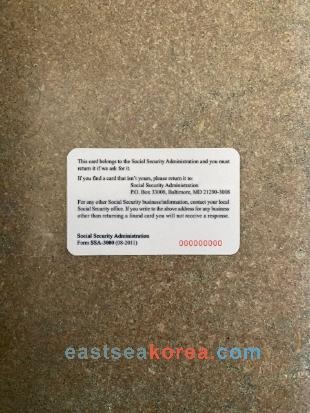 This card belongs to the Social Security Administration and you must
return it if we ask for it.
If you find a card that isn't yours, please return it to:
Social Security Administration
P.O. Box 33008, Baltimore, MD 21290-3008
For any other Social Security business/information, contact your local
Social Security office. If you write to the above address for any business
other than returning a found card you will not receive a response.
Social Security Administration
Form SSA-3000 (08-2011)
000000000
eastseakorea.com